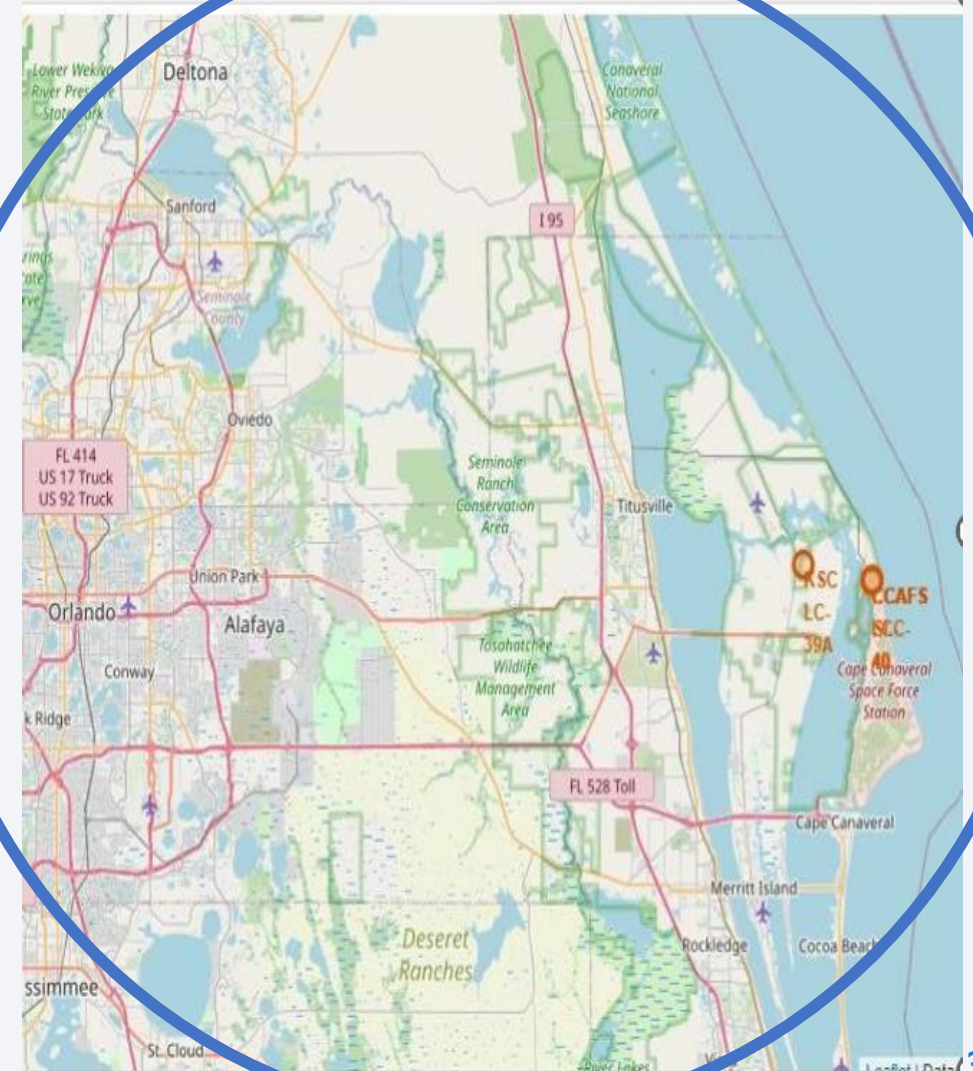 Lower Wekiva
River Preserve
State Park
Deltona
Canaveral
National
Seashore
Sanford
I 95
Seminole
County
Oviedo
FL 414
US 17 Truck
US 92 Truck
Seminole
Ranch
Conservation
Area
Titusville
KSC
LC-
39A
CCAFS
SLC-
40
Union Park
Orlando
Alafaya
Conway
k Ridge
Tosohatchee
Wildlife
Management
Area
Cape Canaveral
Space Force
Station
FL 528 Toll
Cape Canaveral
Merritt Island
Rockledge
Cocoa Beach
Deseret
Ranches
ssimmee
St. Cloud
River Lakes
Leaflet | Data